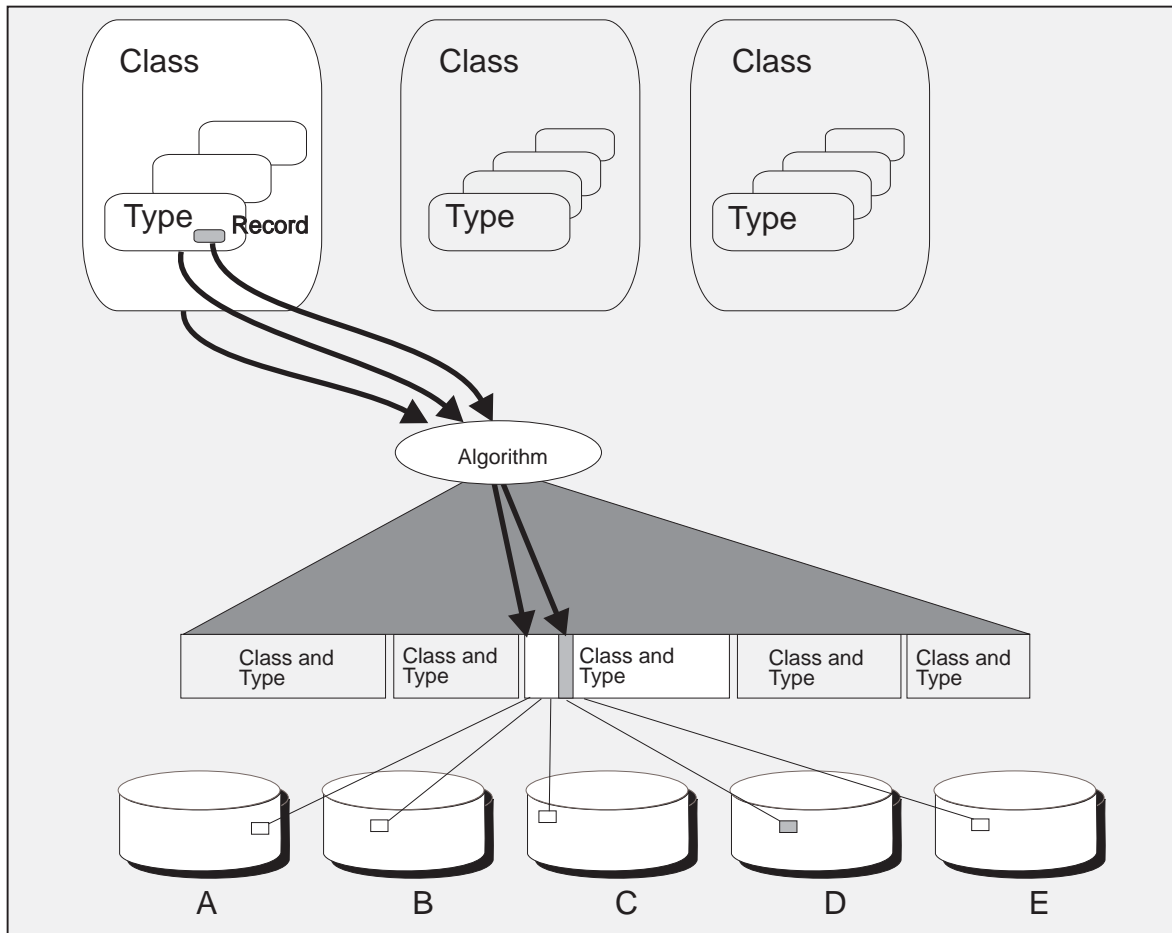 Class
Class
Class
Type
Record
Type
Type
Algorithm
Class and
Type
Class and
Type
Class and
Type
Class and
Type
Class and
Type
A
B
C
D
E